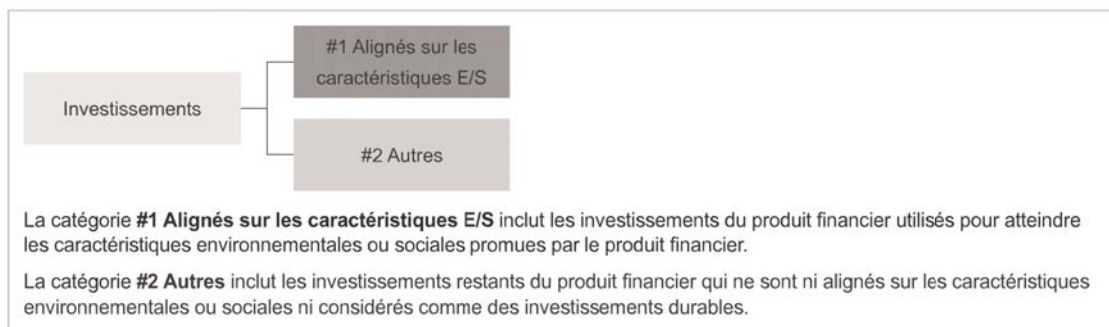 #1 Alignés sur les
caractéristiques E/S
Investissements
#2 Autres
La catégorie #1 Alignés sur les caractéristiques E/S inclut les investissements du produit financier utilisés pour atteindre
les caractéristiques environnementales ou sociales promues par le produit financier.
La catégorie #2 Autres inclut les investissements restants du produit financier qui ne sont ni alignés sur les caractéristiques
environnementales ou sociales ni considérés comme des investissements durables.